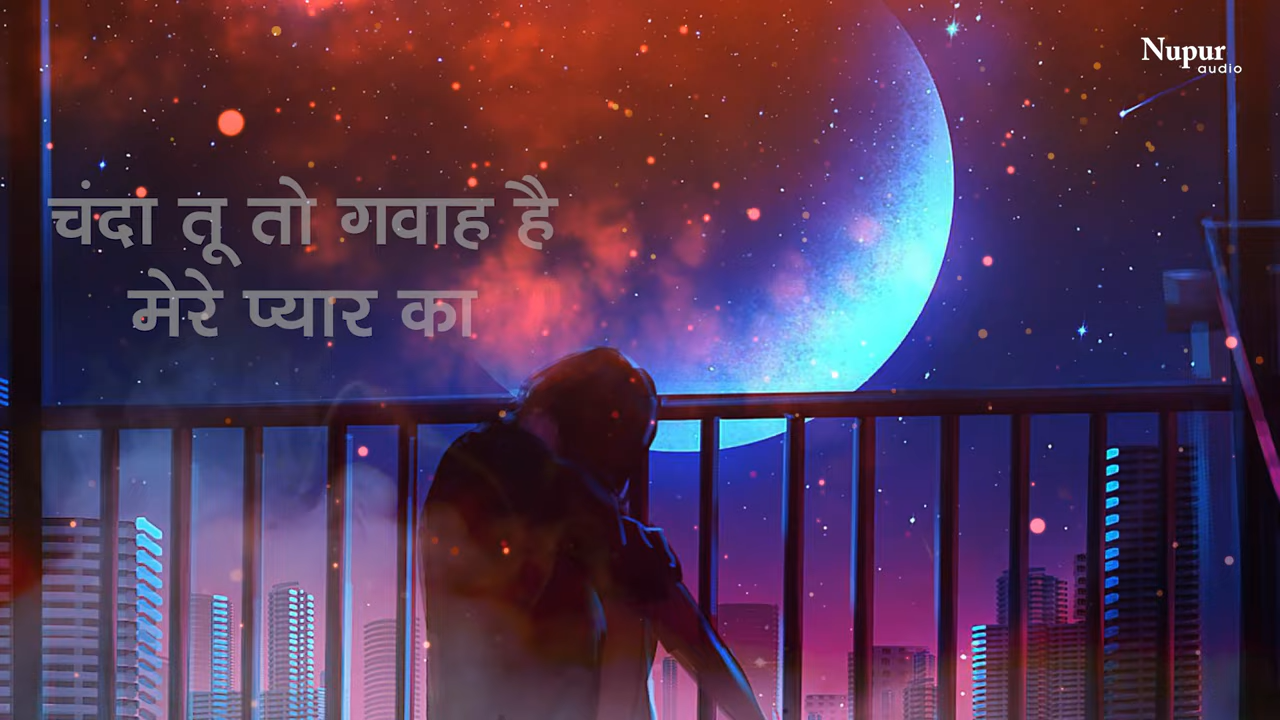 चंदा तू तो गवाह है
मेरे प्यार का
Nupur
audio